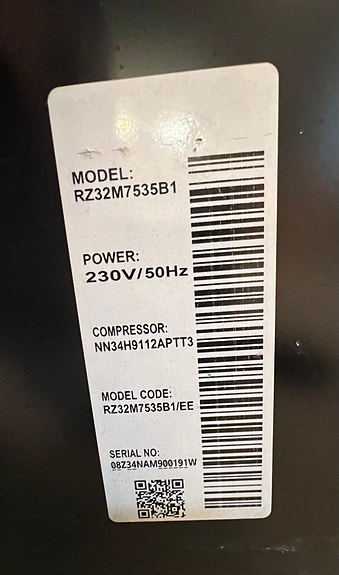 MODEL:
RZ32M7535B1
POWER:
230V/50Hz
COMPRESSOR:
NN34H9112APTT3
MODEL CODE:
RZ32M7535B1/EE
SERIAL NO:
08Z34NAM900191W